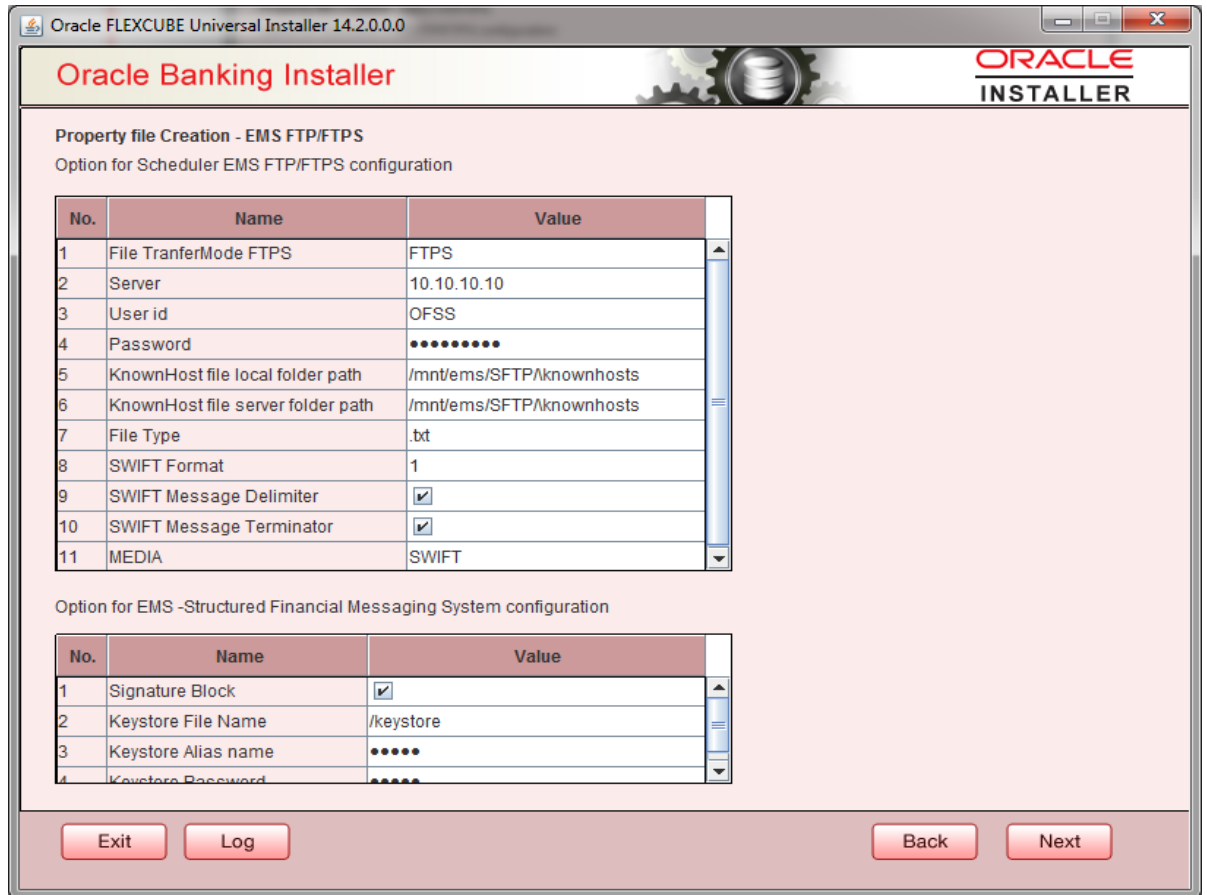 Oracle FLEXCUBE Universal Installer 14.2.0.0.0
Oracle Banking Installer
ORACLE
INSTALLER
Property file Creation - EMS FTP/FTPS
Option for Scheduler EMS FTP/FTPS configuration
No. Name Value
1 File TranferMode FTPS FTPS
2 Server 10.10.10.10
3 User id OFSS
4 Password •••••••••
5 KnownHost file local folder path /mnt/ems/SFTP/\knownhosts
6 KnownHost file server folder path /mnt/ems/SFTP/\knownhosts
7 File Type .txt
8 SWIFT Format 1
9 SWIFT Message Delimiter
10 SWIFT Message Terminator
11 MEDIA SWIFT
Option for EMS -Structured Financial Messaging System configuration
No. Name Value
1 Signature Block
2 Keystore File Name /keystore
3 Keystore Alias name •••••
4 Keystore Password •••••
Exit Log Back Next